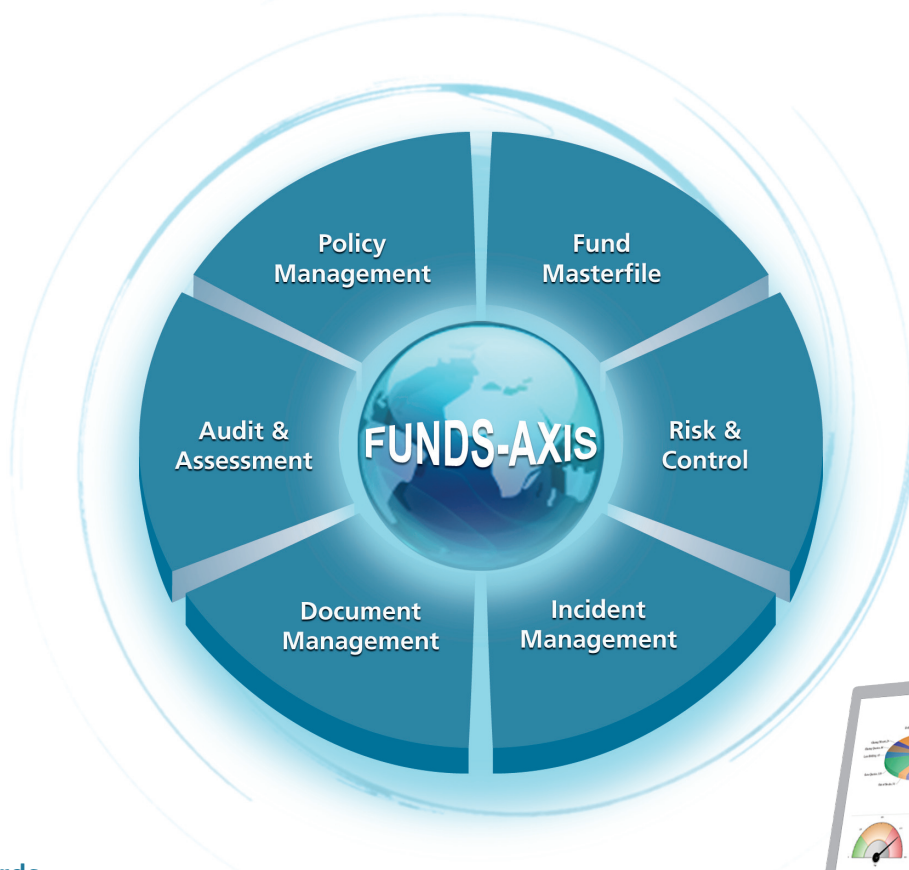 Policy
Management
Fund
Masterfile
Audit &
Assessment
FUNDS-AXIS
Risk &
Control
Document
Management
Incident
Management